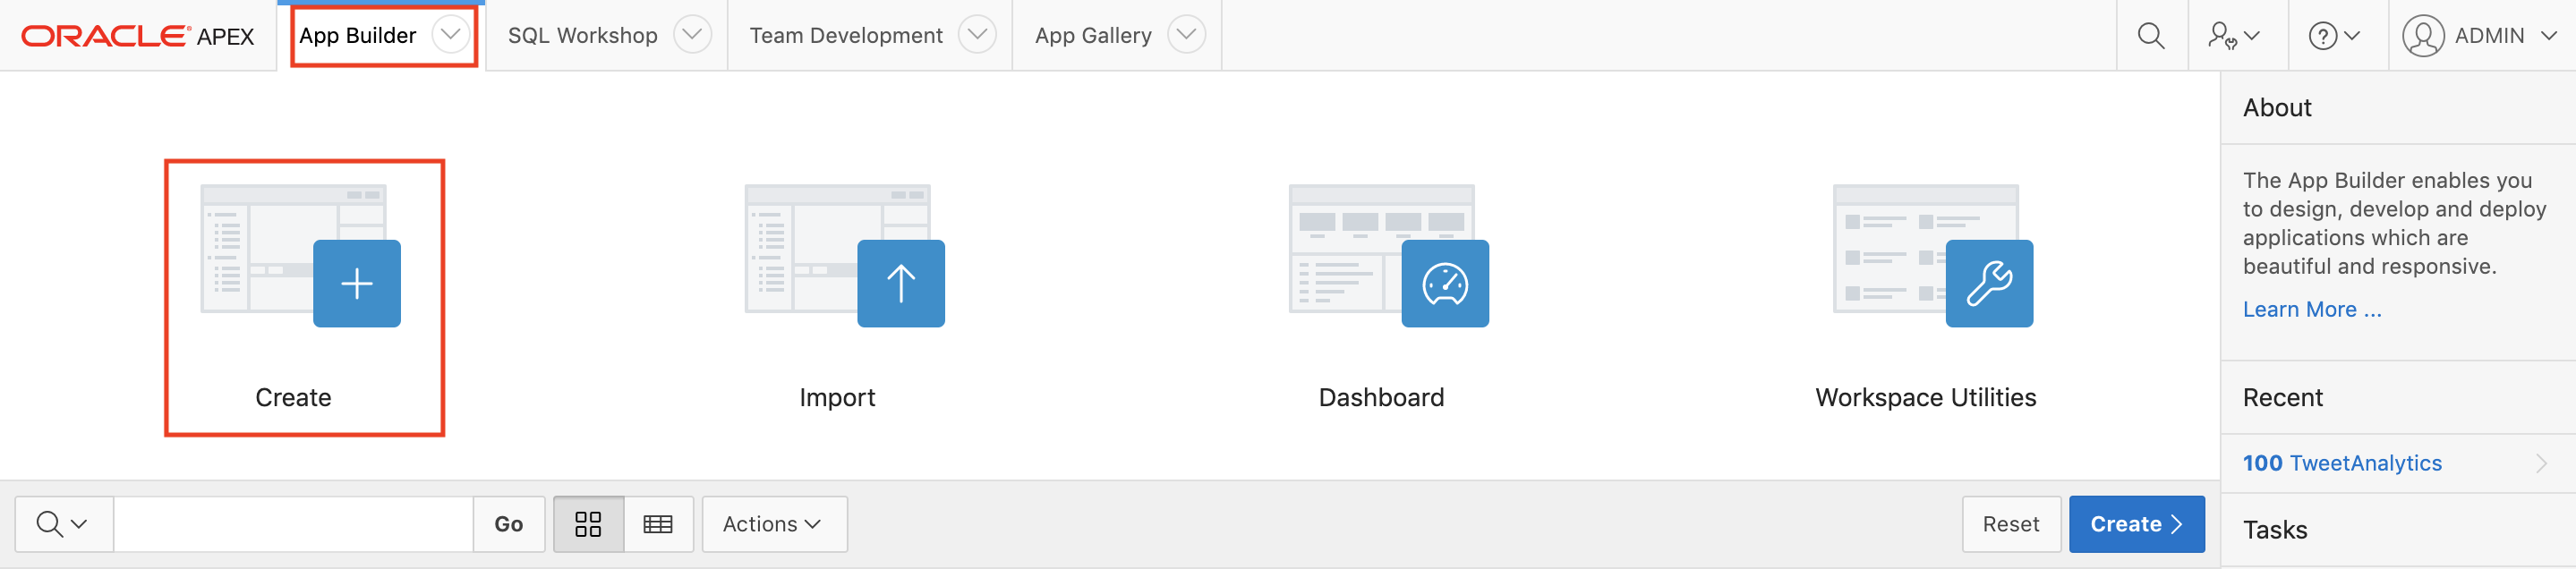 ORACLE APEX App Builder SQL Workshop Team Development App Gallery ? ADMIN
Create Import Dashboard Workspace Utilities
Go Actions Reset Create
About
The App Builder enables you
to design, develop and deploy
applications which are
beautiful and responsive.
Learn More ...
Recent
100 TweetAnalytics
Tasks